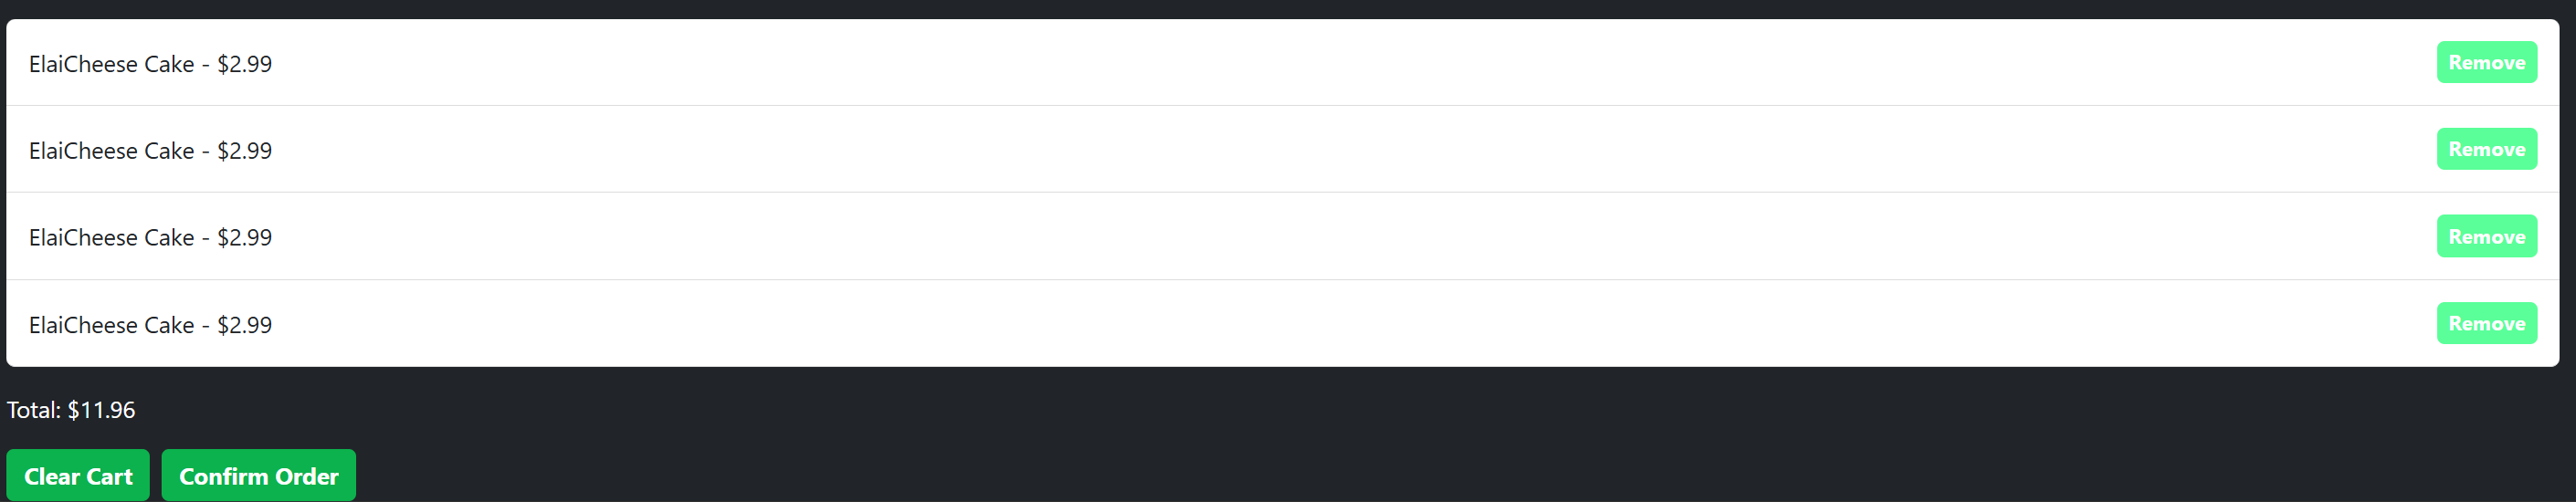 ElaiCheese Cake - $2.99 Remove
ElaiCheese Cake - $2.99 Remove
ElaiCheese Cake - $2.99 Remove
ElaiCheese Cake - $2.99 Remove
Total: $11.96
Clear Cart Confirm Order